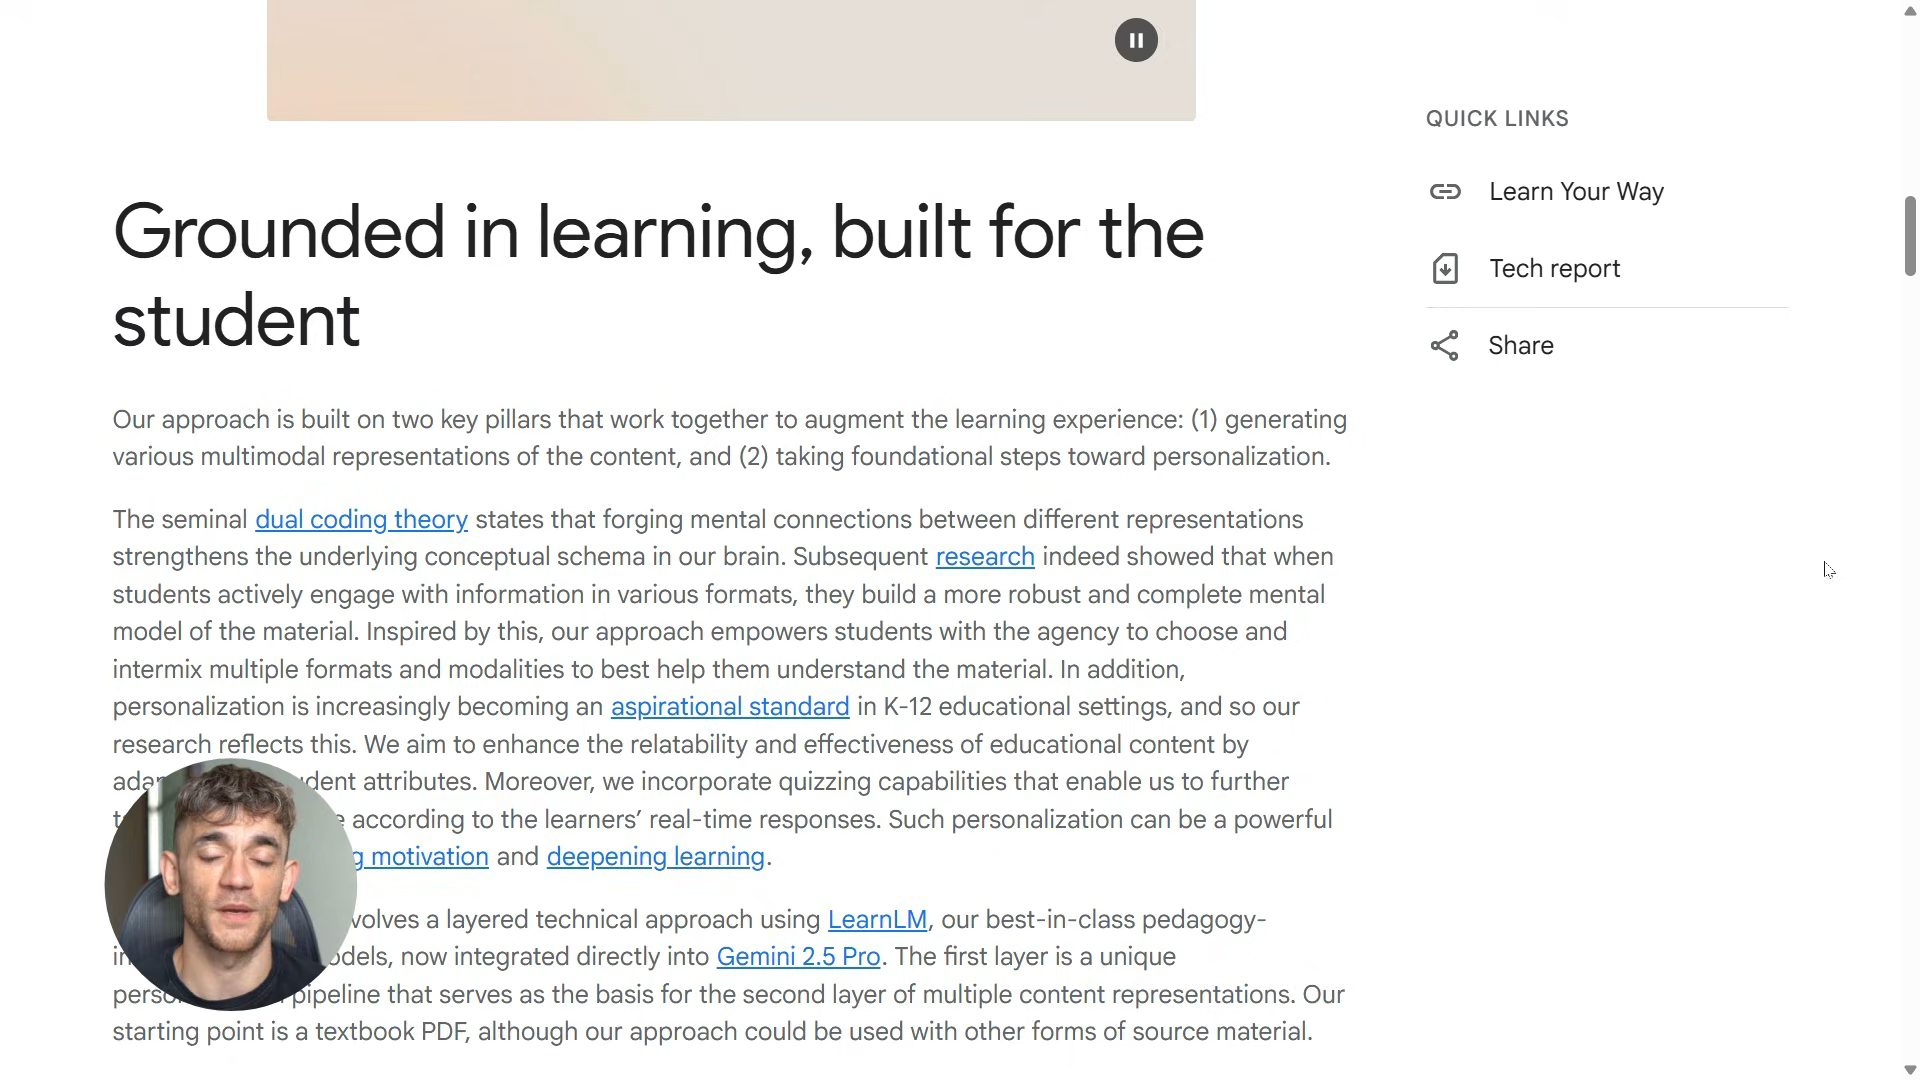 Grounded in learning, built for the
student
Our approach is built on two key pillars that work together to augment the learning experience: (1) generating
various multimodal representations of the content, and (2) taking foundational steps toward personalization.
The seminal dual coding theory states that forging mental connections between different representations
strengthens the underlying conceptual schema in our brain. Subsequent research indeed showed that when
students actively engage with information in various formats, they build a more robust and complete mental
model of the material. Inspired by this, our approach empowers students with the agency to choose and
intermix multiple formats and modalities to best help them understand the material. In addition,
personalization is increasingly becoming an aspirational standard in K-12 educational settings, and so our
research reflects this. We aim to enhance the relatability and effectiveness of educational content by
attributes. Moreover, we incorporate quizzing capabilities that enable us to further
according to the learners’ real-time responses. Such personalization can be a powerful
motivation and deepening learning.
a layered technical approach using LearnLM, our best-in-class pedagogy-
now integrated directly into Gemini 2.5 Pro. The first layer is a unique
pipeline that serves as the basis for the second layer of multiple content representations. Our
starting point is a textbook PDF, although our approach could be used with other forms of source material.
QUICK LINKS
Learn Your Way
Tech report
Share